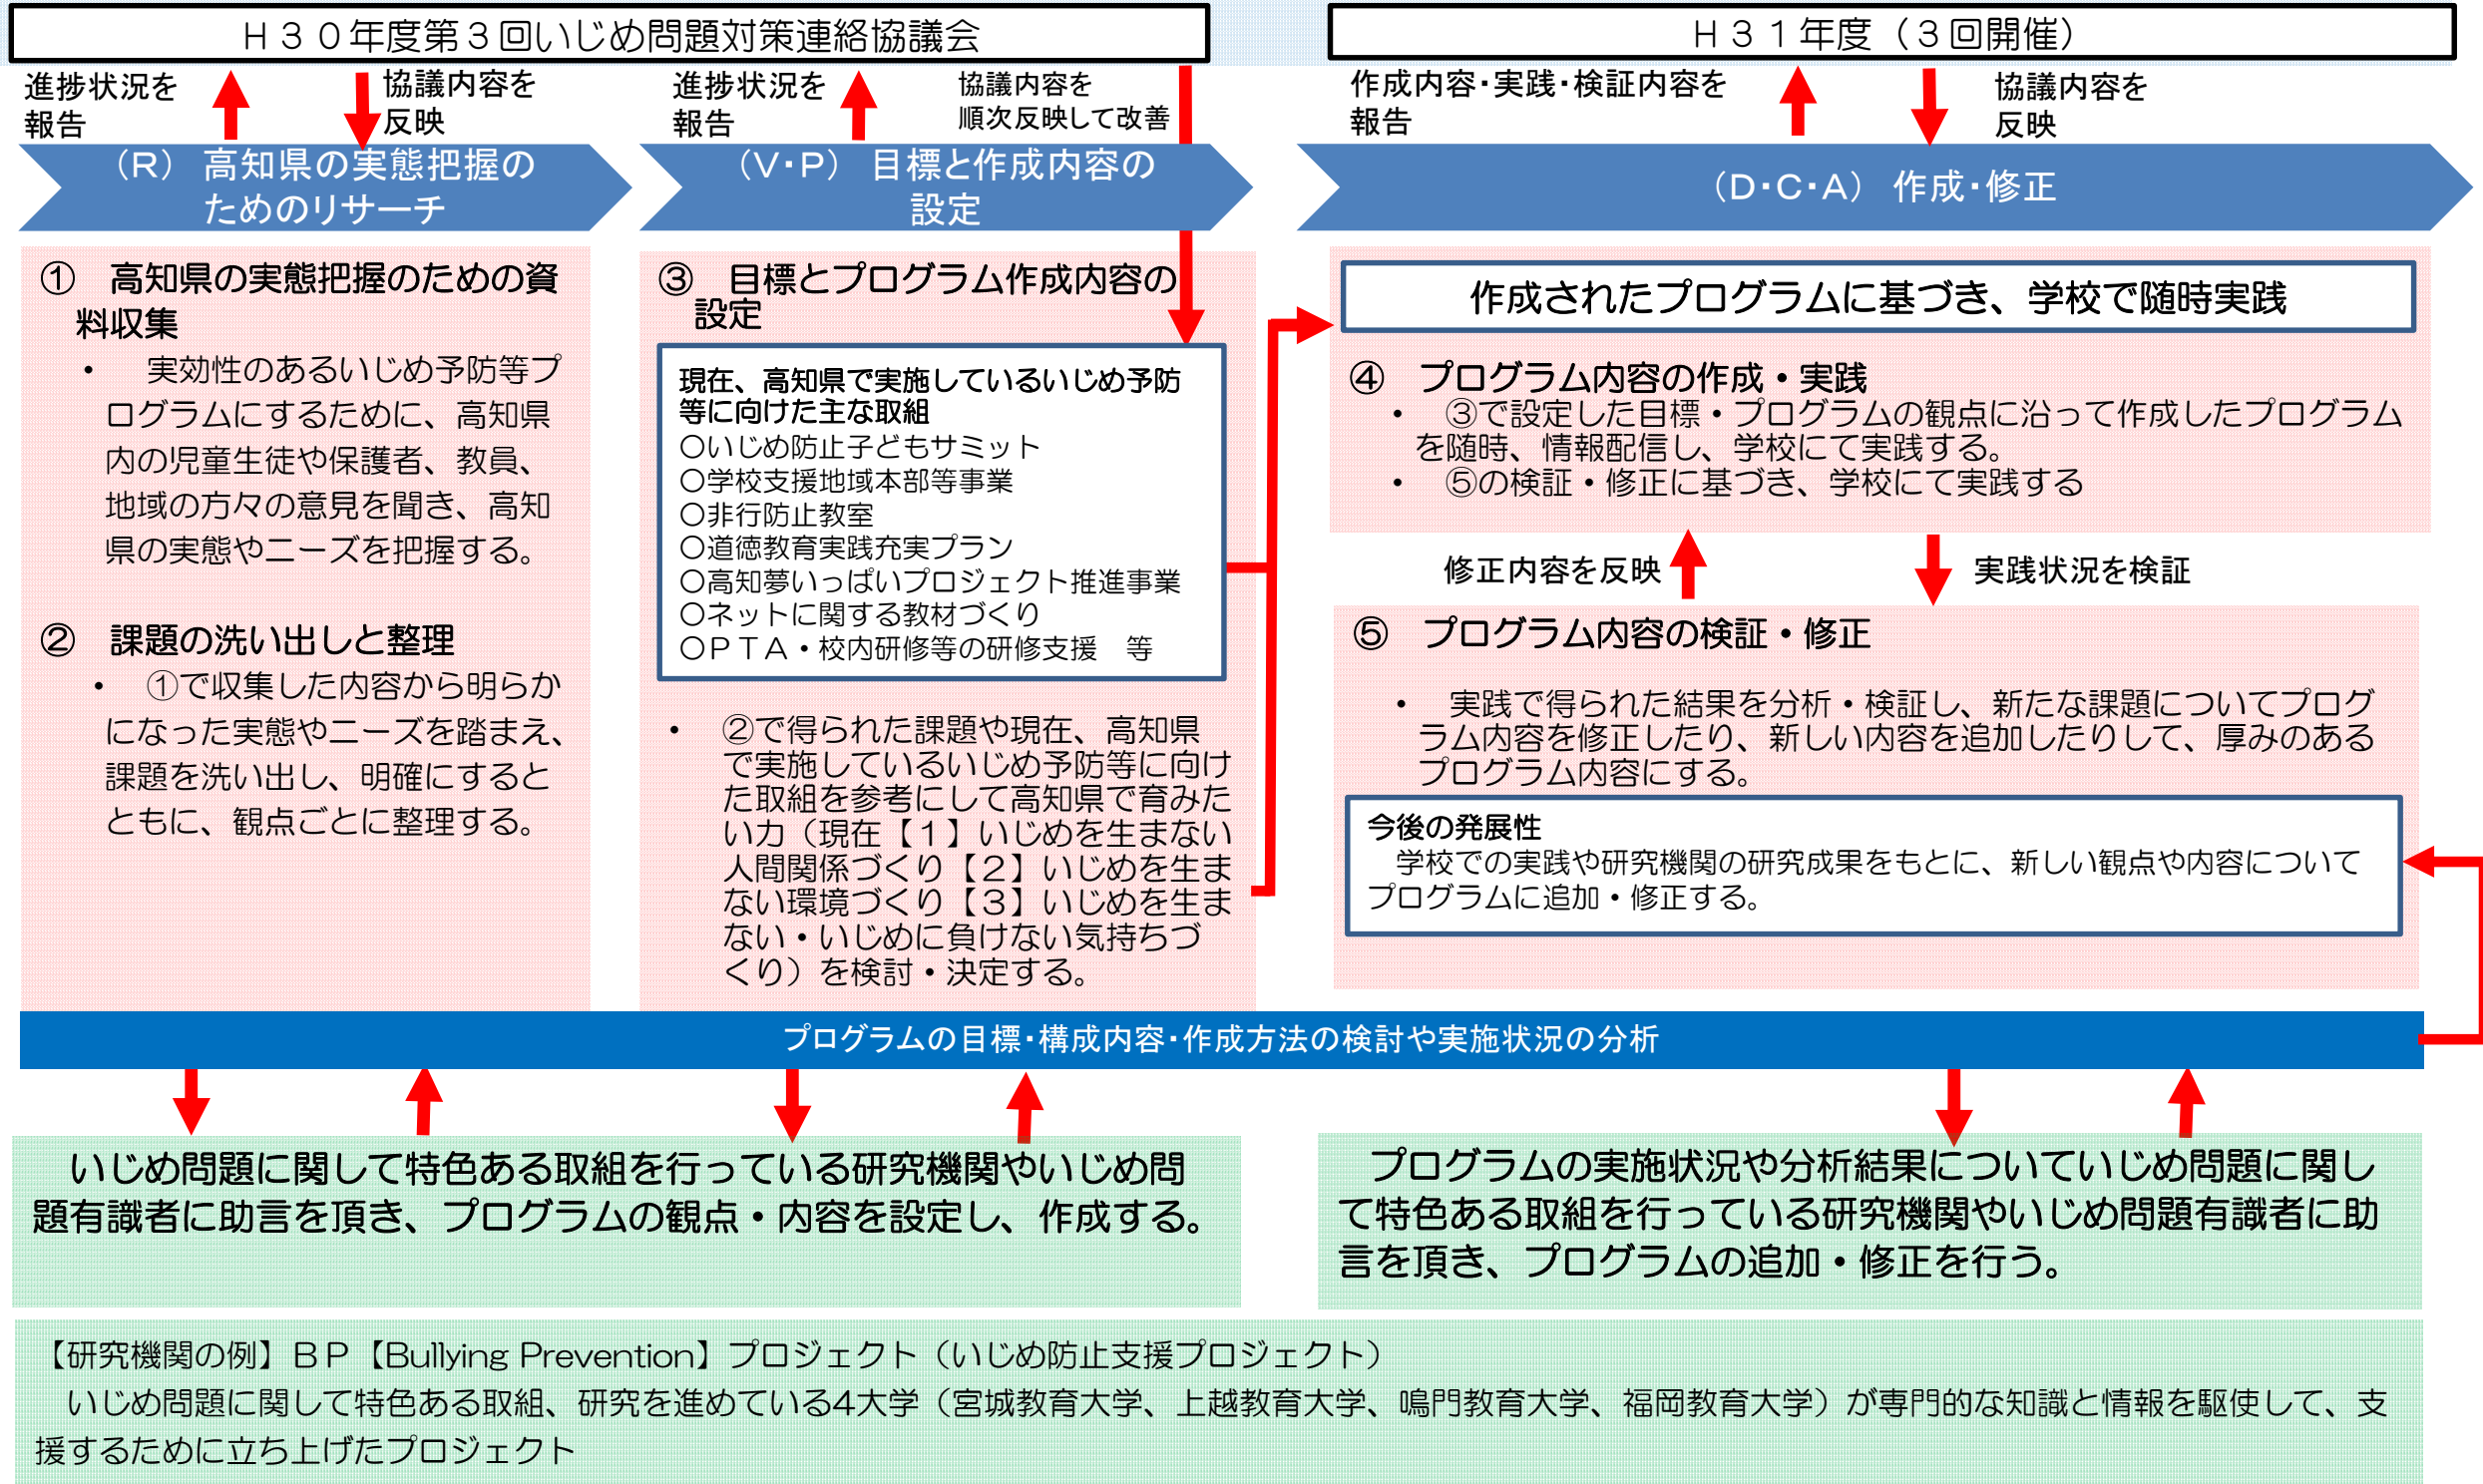 Ｈ３０年度第３回いじめ問題対策連絡協議会
Ｈ３１年度（３回開催）
進捗状況を
報告
協議内容を
反映
進捗状況を
報告
協議内容を
順次反映して改善
作成内容・実践・検証内容を
報告
協議内容を
反映
（Ｒ） 高知県の実態把握の
ためのリサーチ
（Ｖ・Ｐ） 目標と作成内容の
設定
（Ｄ・Ｃ・Ａ） 作成・修正
①　高知県の実態把握のための資
料収集
・　実効性のあるいじめ予防等プ
ログラムにするために、高知県
内の児童生徒や保護者、教員、
地域の方々の意見を聞き、高知
県の実態やニーズを把握する。
②　課題の洗い出しと整理
・　①で収集した内容から明らか
になった実態やニーズを踏まえ、
課題を洗い出し、明確にすると
ともに、観点ごとに整理する。
③　目標とプログラム作成内容の
設定
現在、高知県で実施しているいじめ予防
等に向けた主な取組
〇いじめ防止子どもサミット
〇学校支援地域本部等事業
〇非行防止教室
〇道徳教育実践充実プラン
〇高知夢いっぱいプロジェクト推進事業
〇ネットに関する教材づくり
〇ＰＴＡ・校内研修等の研修支援　等
・　②で得られた課題や現在、高知県
で実施しているいじめ予防等に向け
た取組を参考にして高知県で育みた
い力（現在【１】いじめを生まない
人間関係づくり【２】いじめを生ま
ない環境づくり【３】いじめを生ま
ない・いじめに負けない気持ちづ
くり）を検討・決定する。
作成されたプログラムに基づき、学校で随時実践
④　プログラム内容の作成・実践
・　③で設定した目標・プログラムの観点に沿って作成したプログラム
を随時、情報配信し、学校にて実践する。
・　⑤の検証・修正に基づき、学校にて実践する
修正内容を反映
実践状況を検証
⑤　プログラム内容の検証・修正
・　実践で得られた結果を分析・検証し、新たな課題についてプログ
ラム内容を修正したり、新しい内容を追加したりして、厚みのある
プログラム内容にする。
今後の発展性
学校での実践や研究機関の研究成果をもとに、新しい観点や内容について
プログラムに追加・修正する。
プログラムの目標・構成内容・作成方法の検討や実施状況の分析
いじめ問題に関して特色ある取組を行っている研究機関やいじめ問
題有識者に助言を頂き、プログラムの観点・内容を設定し、作成する。
プログラムの実施状況や分析結果についていじめ問題に関し
て特色ある取組を行っている研究機関やいじめ問題有識者に助
言を頂き、プログラムの追加・修正を行う。
【研究機関の例】ＢＰ【Bullying Prevention】プロジェクト（いじめ防止支援プロジェクト）
いじめ問題に関して特色ある取組、研究を進めている4大学（宮城教育大学、上越教育大学、鳴門教育大学、福岡教育大学）が専門的な知識と情報を駆使して、支
援するために立ち上げたプロジェクト